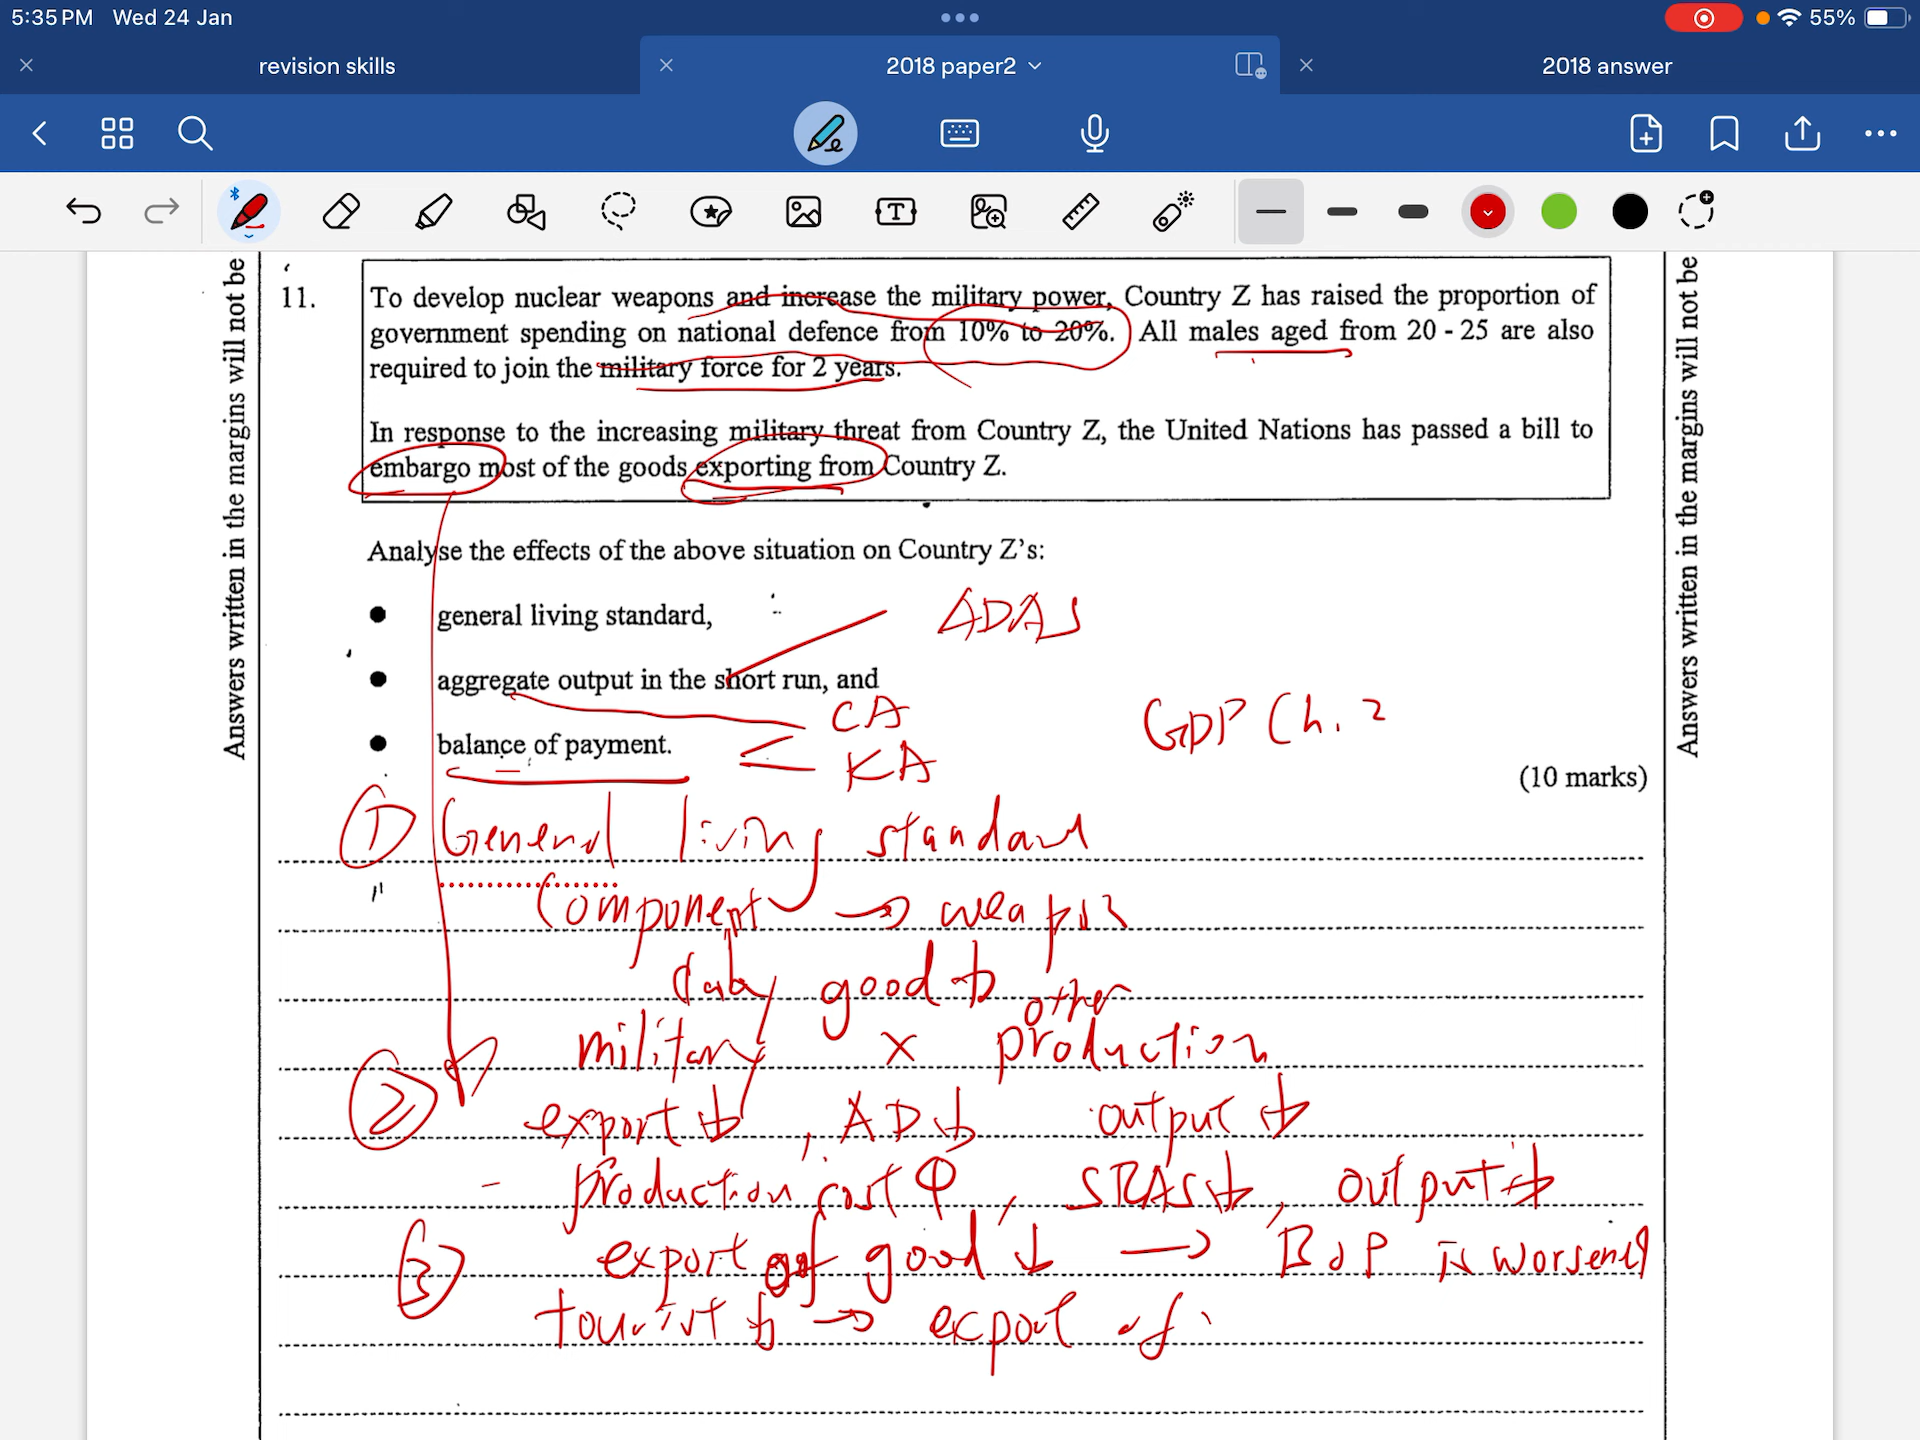 5:35 PM Wed 24 Jan
55%
revision skills
2018 paper2
2018 answer
Answers written in the margins will not be
11. To develop nuclear weapons and increase the military power, Country Z has raised the proportion of
government spending on national defence from 10% to 20%. All males aged from 20 - 25 are also
required to join the military force for 2 years.
In response to the increasing military threat from Country Z, the United Nations has passed a bill to
embargo most of the goods exporting from Country Z.
Analyse the effects of the above situation on Country Z's:
● general living standard,
ADAS
● aggregate output in the short run, and
CA
GDP Ch. 2
● balance of payment.
KA
(10 marks)
① General living standard
Component → weapon
daily good ↓
other
military x production
② export ↓, AD ↓ output ↓
- production cost ↑, SRAS ↓, output ↓
③ export of good ↓ → BOP is worsened
tourist ↓ → export of
Answers written in the margins will not be